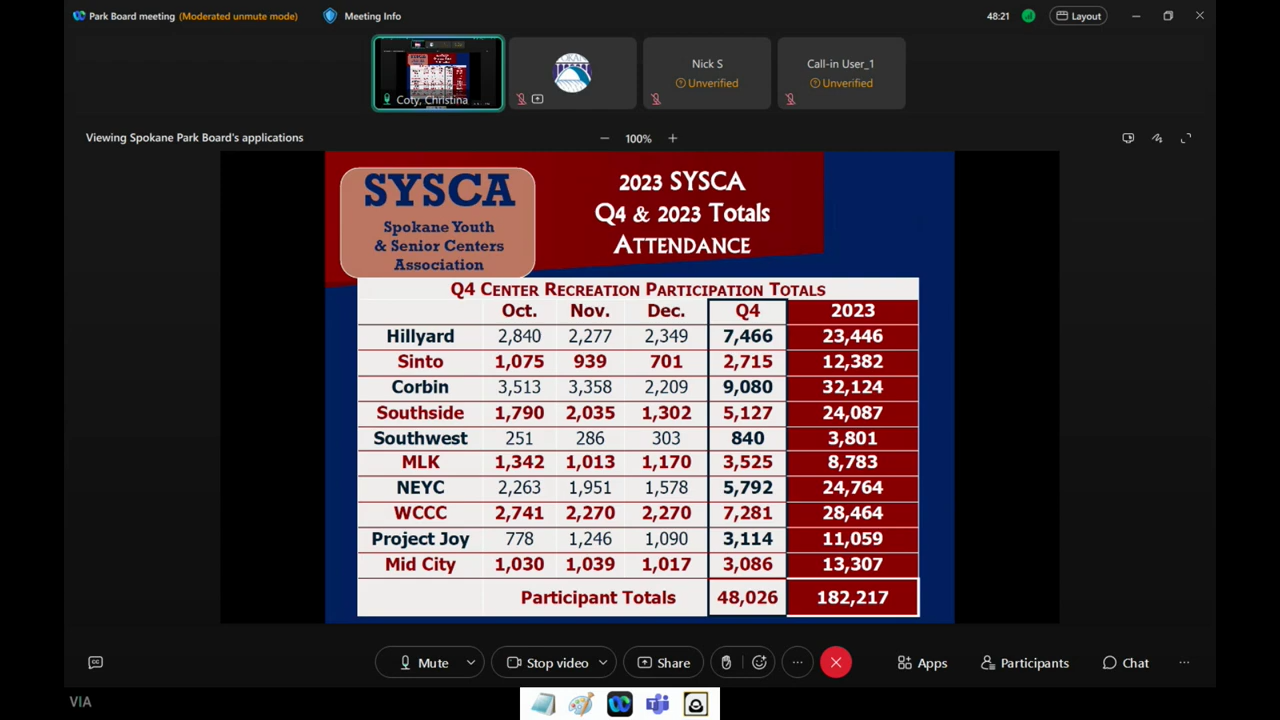 Park Board meeting (Moderated unmute mode)
Meeting Info
48:21
Layout
Coty, Christina
Nick S
Unverified
Call-in User_1
Unverified
Viewing Spokane Park Board's applications
100%
SYSCA
Spokane Youth
& Senior Centers
Association
2023 SYSCA
Q4 & 2023 Totals
Attendance
Q4 Center Recreation Participation Totals
Oct. Nov. Dec. Q4 2023
Hillyard 2,840 2,277 2,349 7,466 23,446
Sinto 1,075 939 701 2,715 12,382
Corbin 3,513 3,358 2,209 9,080 32,124
Southside 1,790 2,035 1,302 5,127 24,087
Southwest 251 286 303 840 3,801
MLK 1,342 1,013 1,170 3,525 8,783
NEYC 2,263 1,951 1,578 5,792 24,764
WCCC 2,741 2,270 2,270 7,281 28,464
Project Joy 778 1,246 1,090 3,114 11,059
Mid City 1,030 1,039 1,017 3,086 13,307
Participant Totals 48,026 182,217
Mute
Stop video
Share
Apps
Participants
Chat
VIA